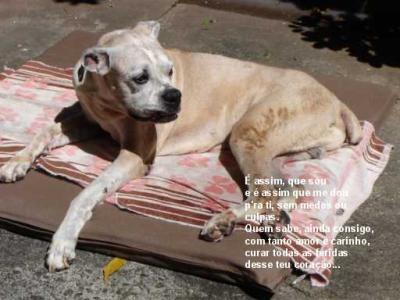 É assim, que sou
e é assim que me dou
p'ra ti, sem medos ou
culpas.
Quem sabe, ainda consigo,
com tanto amor e carinho,
curar todas as feridas
desse teu coração...